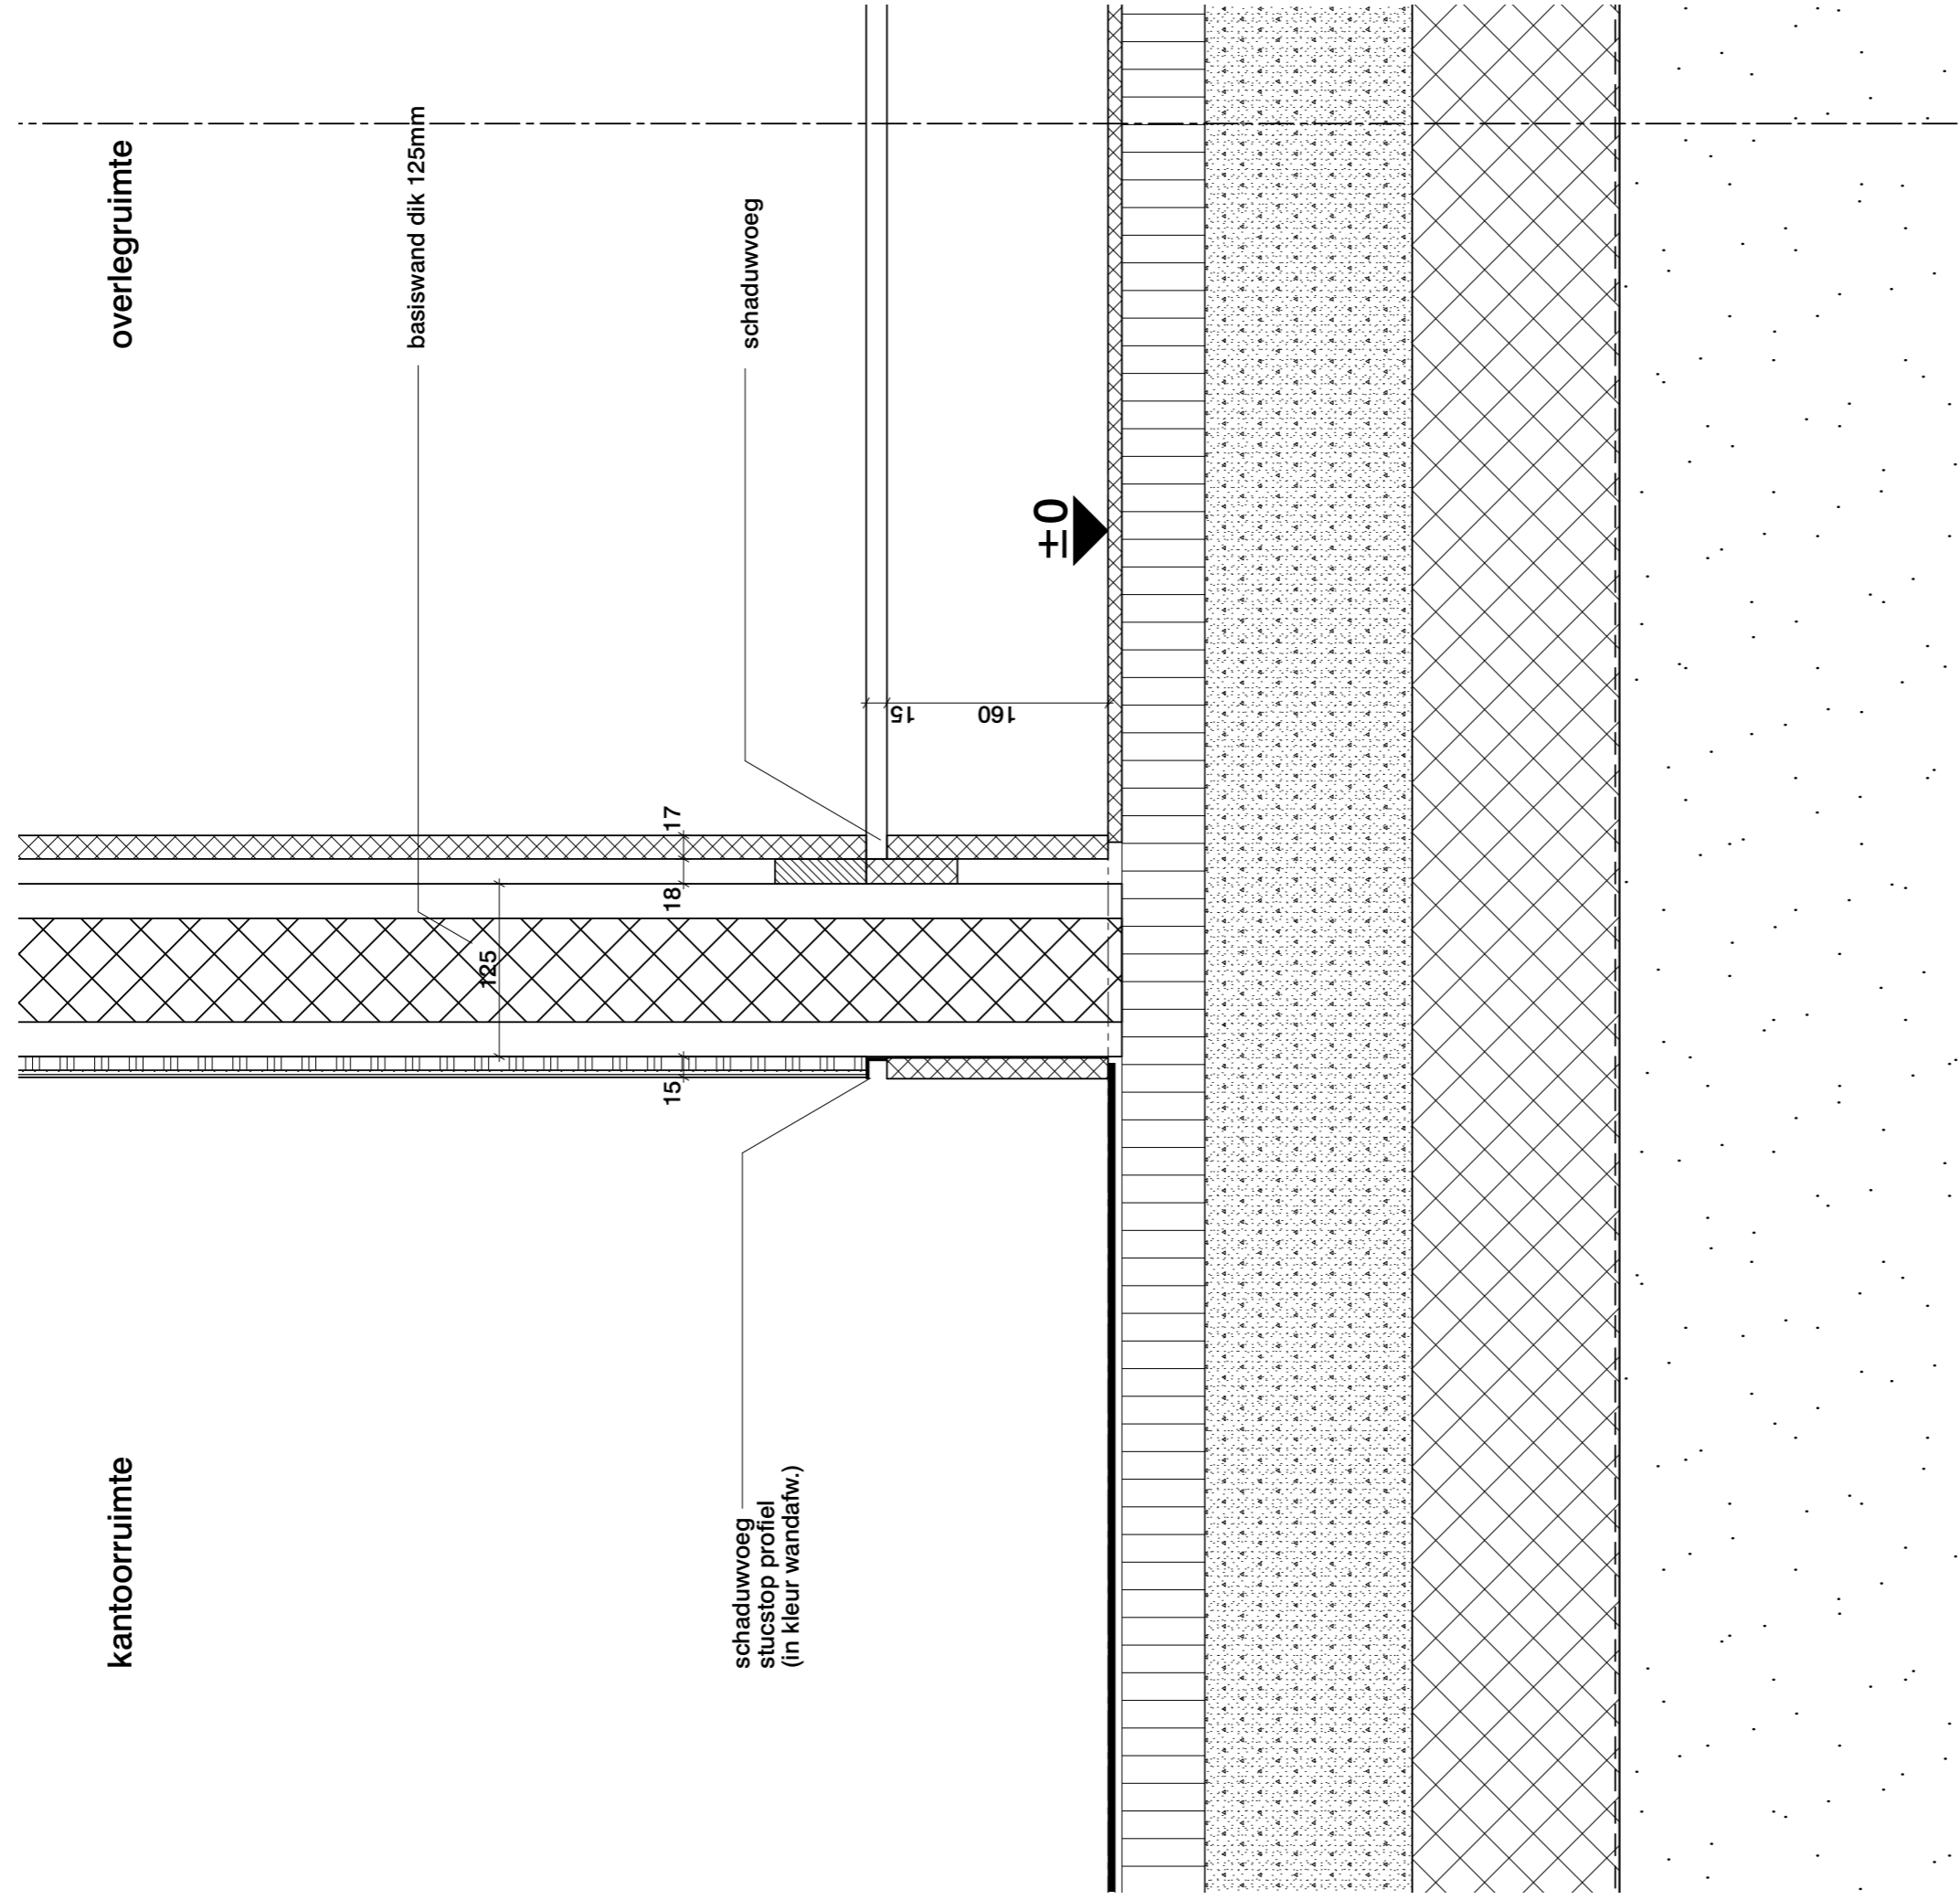 kantoorruimte
overlegruimte
basiswand dik 125mm
125
15
18
17
schaduwvoeg
stucstop profiel
(in kleur wandafw.)
schaduwvoeg
15
160
±0